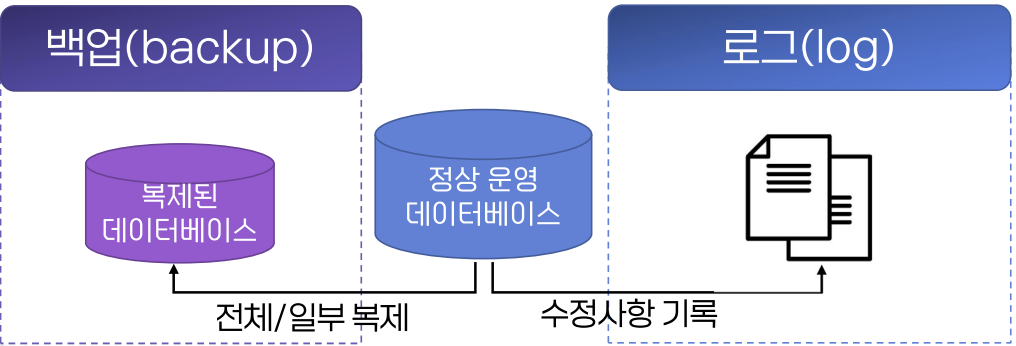 백업(backup)
로그(log)
복제된
데이터베이스
정상 운영
데이터베이스
전체/일부 복제
수정사항 기록